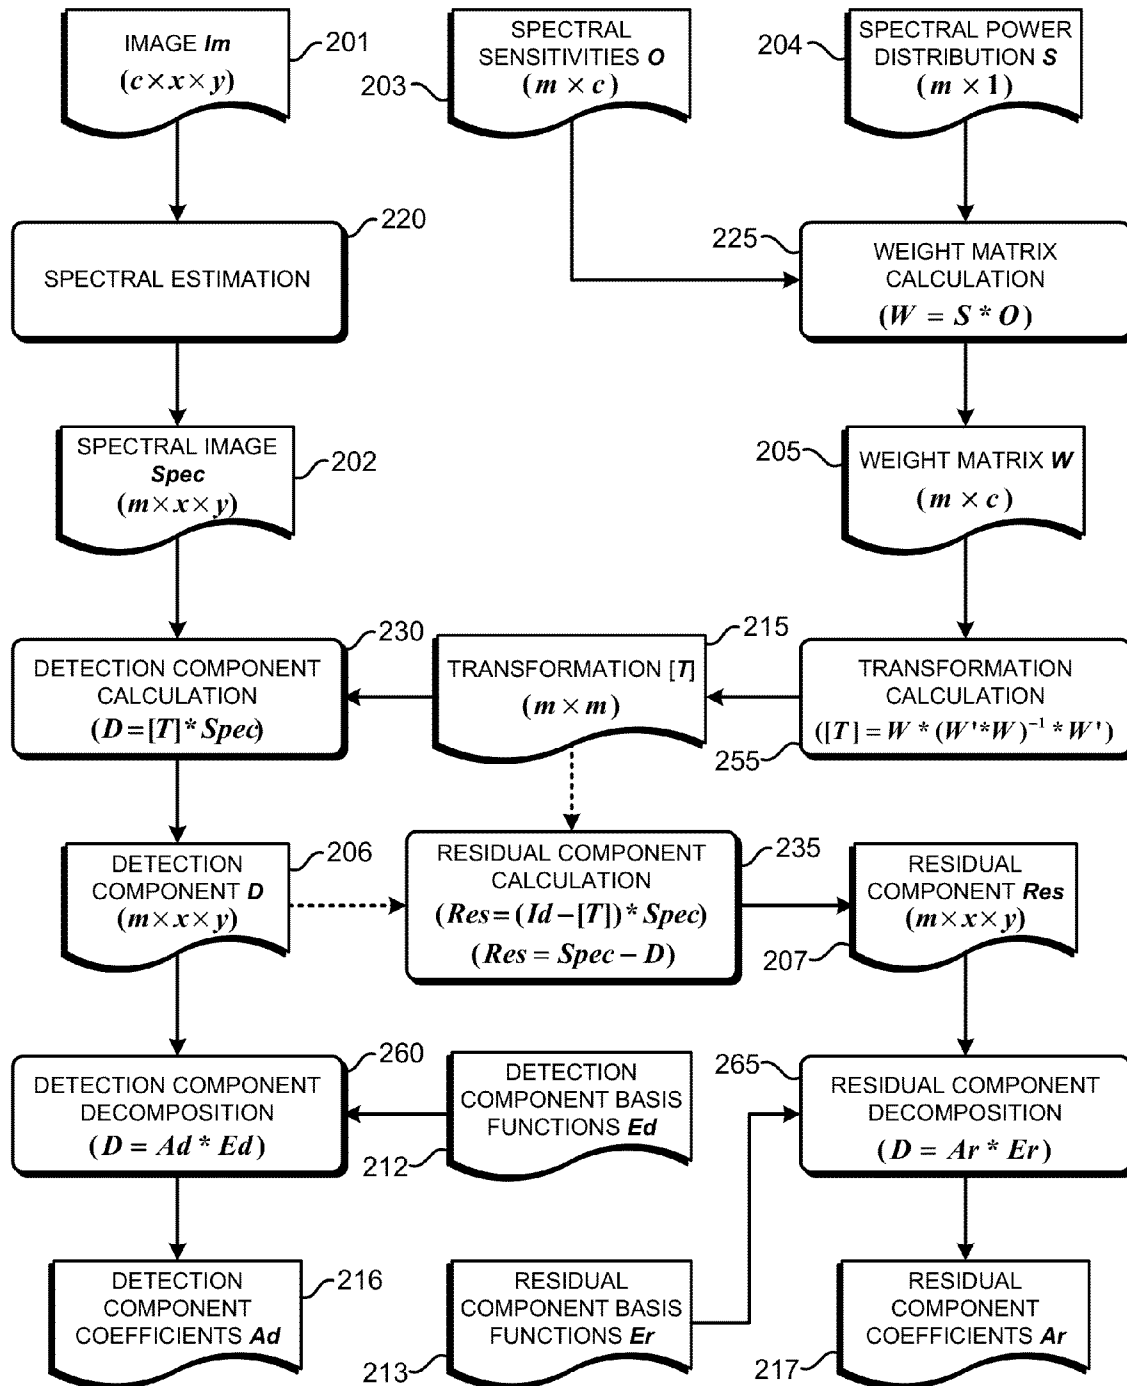 IMAGE Im
(c × x × y)
201
SPECTRAL
SENSITIVITIES O
(m × c)
203
204
SPECTRAL POWER
DISTRIBUTION S
(m × 1)
220
SPECTRAL ESTIMATION
225
WEIGHT MATRIX
CALCULATION
(W = S * O)
SPECTRAL IMAGE
Spec
(m × x × y)
202
205
WEIGHT MATRIX W
(m × c)
230
DETECTION COMPONENT
CALCULATION
(D = [T] * Spec)
215
TRANSFORMATION [T]
(m × m)
TRANSFORMATION
CALCULATION
([T] = W * (W' * W)⁻¹ * W')
255
DETECTION
COMPONENT D
(m × x × y)
206
RESIDUAL COMPONENT
CALCULATION
(Res = (Id − [T]) * Spec)
(Res = Spec − D)
235
RESIDUAL
COMPONENT Res
(m × x × y)
207
260
DETECTION COMPONENT
DECOMPOSITION
(D = Ad * Ed)
DETECTION
COMPONENT BASIS
FUNCTIONS Ed
212
265
RESIDUAL COMPONENT
DECOMPOSITION
(D = Ar * Er)
DETECTION
COMPONENT
COEFFICIENTS Ad
216
RESIDUAL
COMPONENT BASIS
FUNCTIONS Er
213
RESIDUAL
COMPONENT
COEFFICIENTS Ar
217